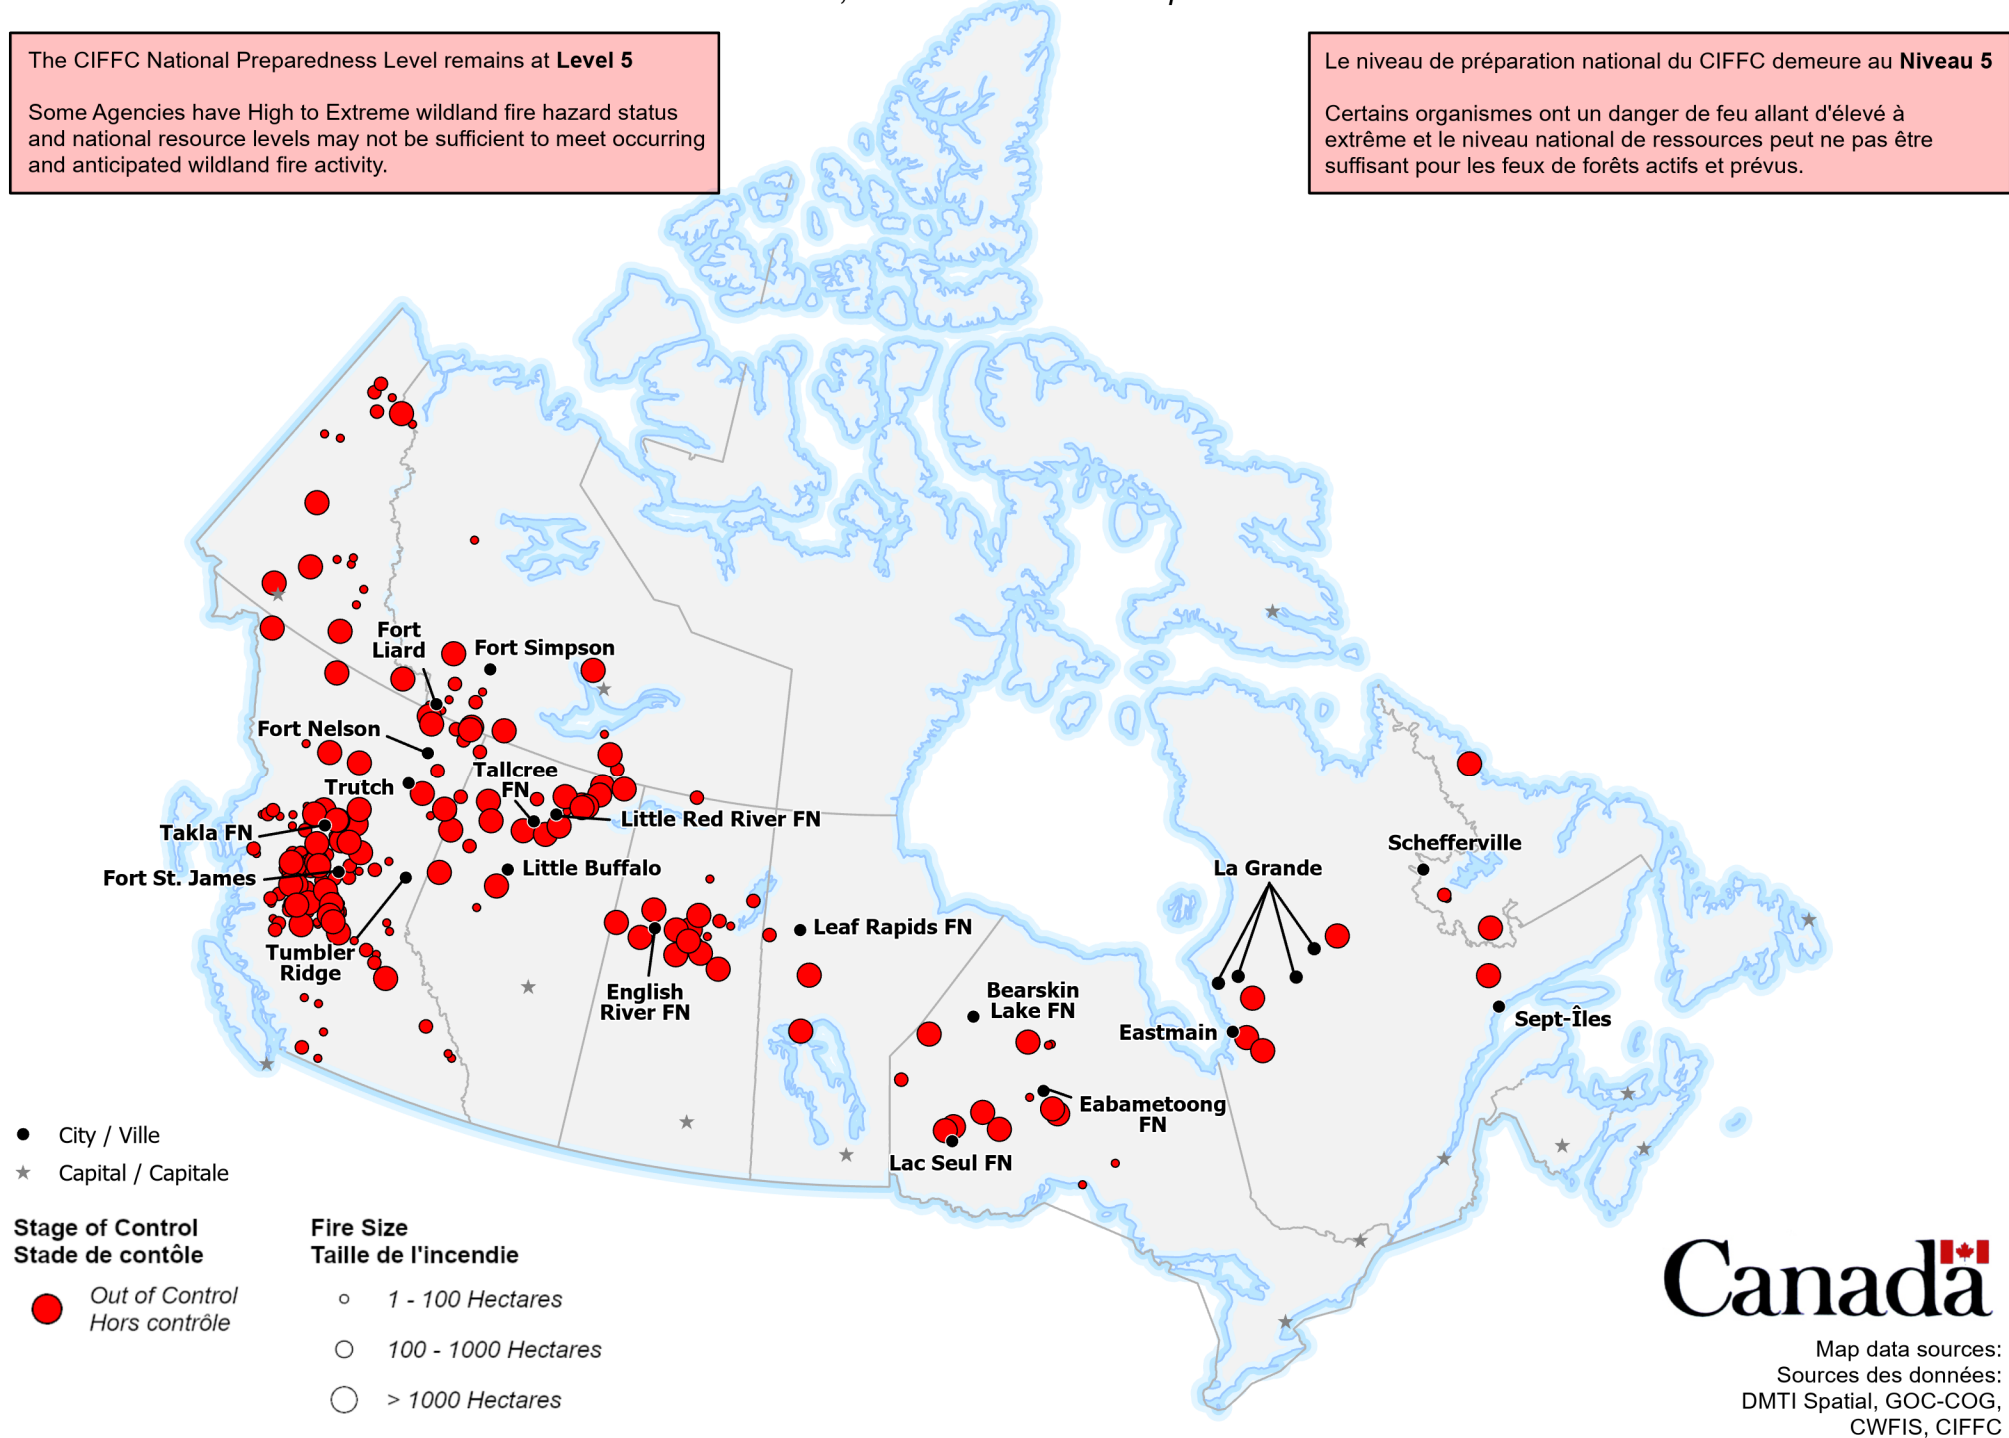 The CIFFC National Preparedness Level remains at Level 5
Some Agencies have High to Extreme wildland fire hazard status
and national resource levels may not be sufficient to meet occurring
and anticipated wildland fire activity.
Le niveau de préparation national du CIFFC demeure au Niveau 5
Certains organismes ont un danger de feu allant d'élevé à
extrême et le niveau national de ressources peut ne pas être
suffisant pour les feux de forêts actifs et prévus.
Fort
Liard
Fort Simpson
Fort Nelson
Trutch
Tallcree
FN
Little Red River FN
Takla FN
Fort St. James
Little Buffalo
Tumbler
Ridge
English
River FN
Leaf Rapids FN
Bearskin
Lake FN
Eabametoong
FN
Lac Seul FN
La Grande
Eastmain
Schefferville
Sept-Îles
City / Ville
Capital / Capitale
Stage of Control
Stade de contôle
Out of Control
Hors contrôle
Fire Size
Taille de l'incendie
1 - 100 Hectares
100 - 1000 Hectares
> 1000 Hectares
Canada
Map data sources:
Sources des données:
DMTI Spatial, GOC-COG,
CWFIS, CIFFC